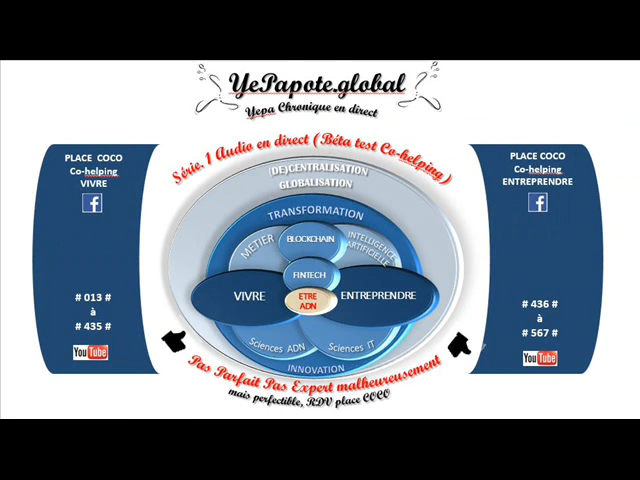 YePapote.global
Yepa Chronique en direct
Série, 1 Audio en direct (Béta test Co-helping)
PLACE COCO
Co-helping
VIVRE
# 013 #
à
# 435 #
YouTube
(DE)CENTRALISATION
GLOBALISATION
TRANSFORMATION
METIER
BLOCKCHAIN
INTELLIGENCE
ARTIFICIELLE
FINTECH
VIVRE
ETRE
ADN
ENTREPRENDRE
Sciences ADN
Sciences IT
INNOVATION
PLACE COCO
Co-helping
ENTREPRENDRE
# 436 #
à
# 567 #
YouTube
Pas Parfait Pas Expert malheureusement
mais perfectible, RDV place COCO